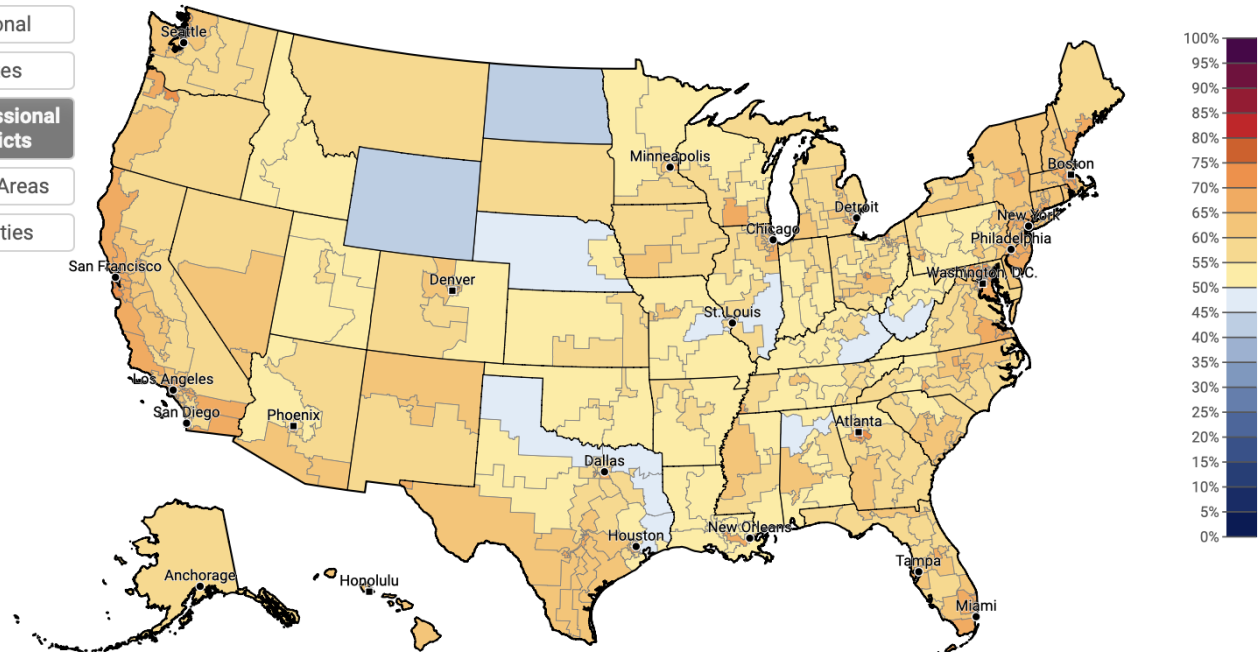 onal
es
ssional
icts
Areas
ties
Seattle
Minneapolis
Boston
Detroit
New York
Chicago
Philadelphia
San Francisco
Denver
Washington, D.C.
St. Louis
Los Angeles
San Diego
Phoenix
Atlanta
Dallas
New Orleans
Houston
Tampa
Anchorage
Honolulu
Miami
100%
95%
90%
85%
80%
75%
70%
65%
60%
55%
50%
45%
40%
35%
30%
25%
20%
15%
10%
5%
0%